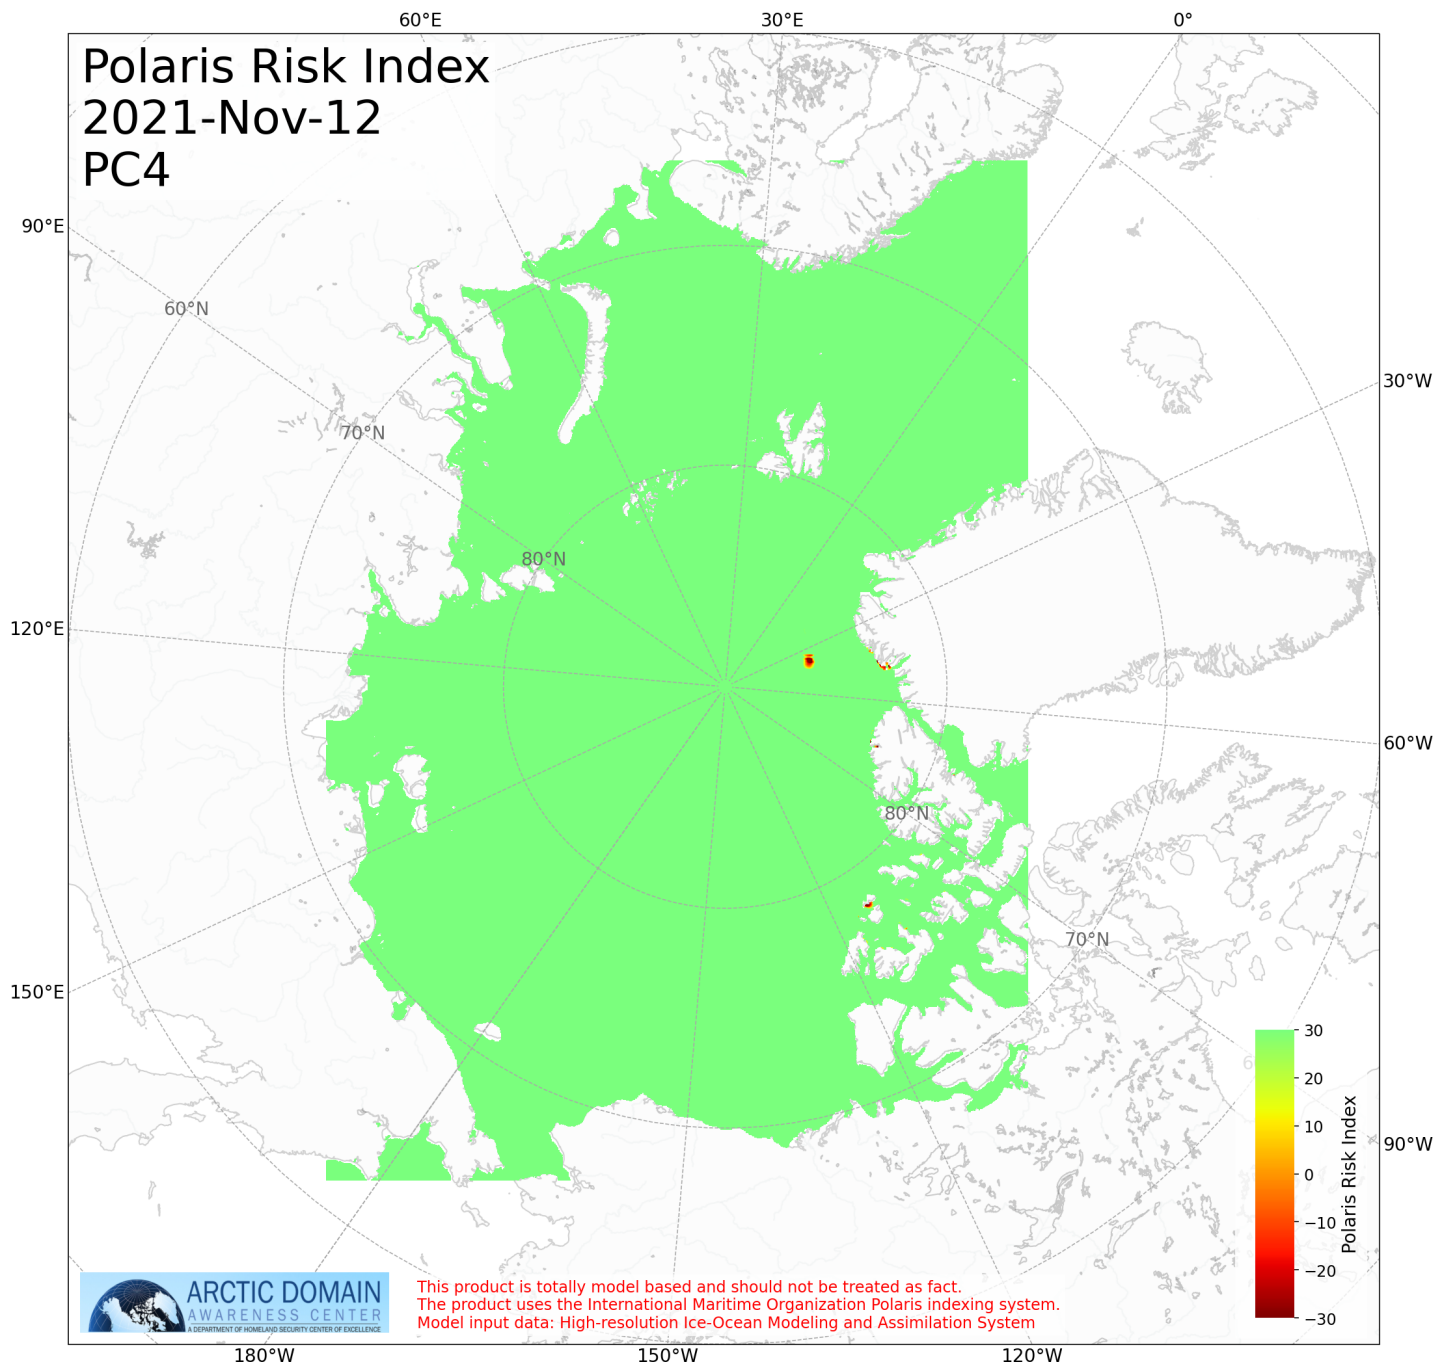 60°E 30°E 0°
Polaris Risk Index
2021-Nov-12
PC4
90°E
60°N
30°W
70°N
80°N
120°E
60°W
80°N
70°N
150°E
30
20
10
0
−10
−20
−30
Polaris Risk Index
90°W
ARCTIC DOMAIN
AWARENESS CENTER
A DEPARTMENT OF HOMELAND SECURITY CENTER OF EXCELLENCE
This product is totally model based and should not be treated as fact.
The product uses the International Maritime Organization Polaris indexing system.
Model input data: High-resolution Ice-Ocean Modeling and Assimilation System
180°W 150°W 120°W